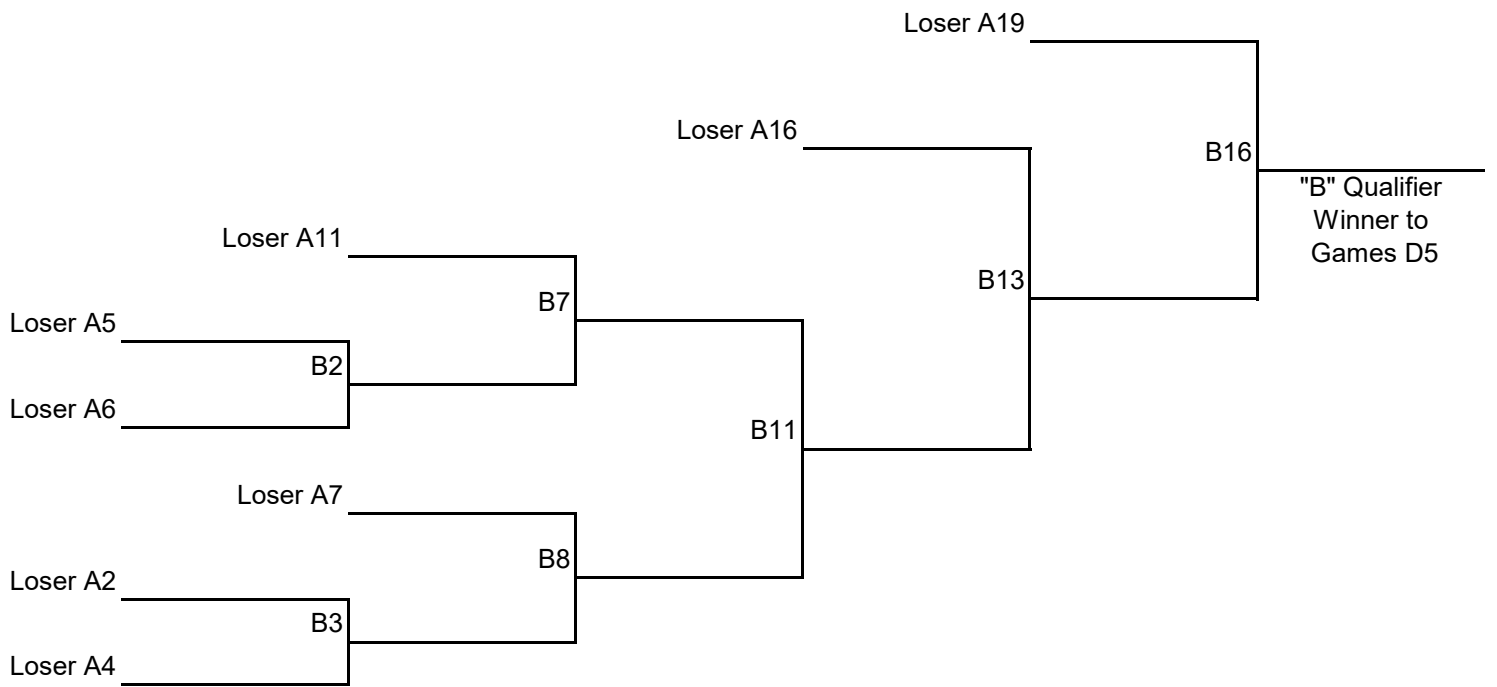 Loser A19
Loser A16
B16
"B" Qualifier
Winner to
Games D5
Loser A11
B13
B7
Loser A5
B2
Loser A6
B11
Loser A7
B8
Loser A2
B3
Loser A4